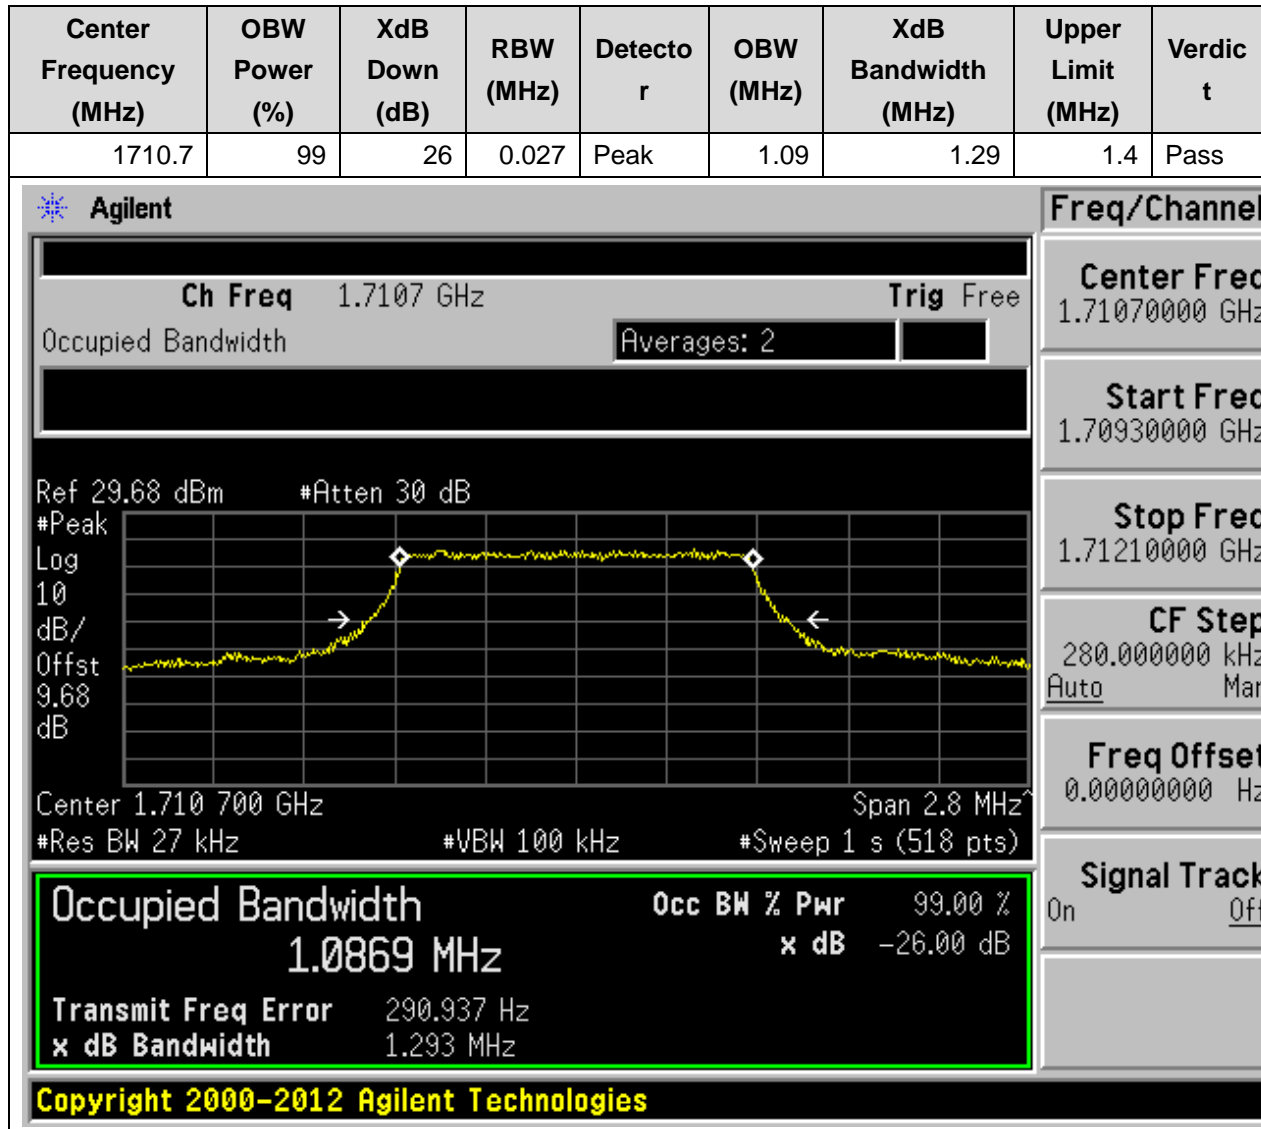 Center Frequency (MHz) OBW Power (%) XdB Down (dB) RBW (MHz) Detector OBW (MHz) XdB Bandwidth (MHz) Upper Limit (MHz) Verdict
1710.7 99 26 0.027 Peak 1.09 1.29 1.4 Pass
Agilent
Freq/Channel
Ch Freq 1.7107 GHz Trig Free
Occupied Bandwidth Averages: 2
Ref 29.68 dBm #Atten 30 dB
#Peak
Log
10
dB/
Offst
9.68
dB
Center 1.710 700 GHz Span 2.8 MHz^
#Res BW 27 kHz #VBW 100 kHz #Sweep 1 s (518 pts)
Occupied Bandwidth
1.0869 MHz
Occ BW % Pwr 99.00 %
x dB -26.00 dB
Transmit Freq Error 290.937 Hz
x dB Bandwidth 1.293 MHz
Center Freq
1.71070000 GHz
Start Freq
1.70930000 GHz
Stop Freq
1.71210000 GHz
CF Step
280.000000 kHz
Auto Man
Freq Offset
0.00000000 Hz
Signal Track
On Off
Copyright 2000-2012 Agilent Technologies